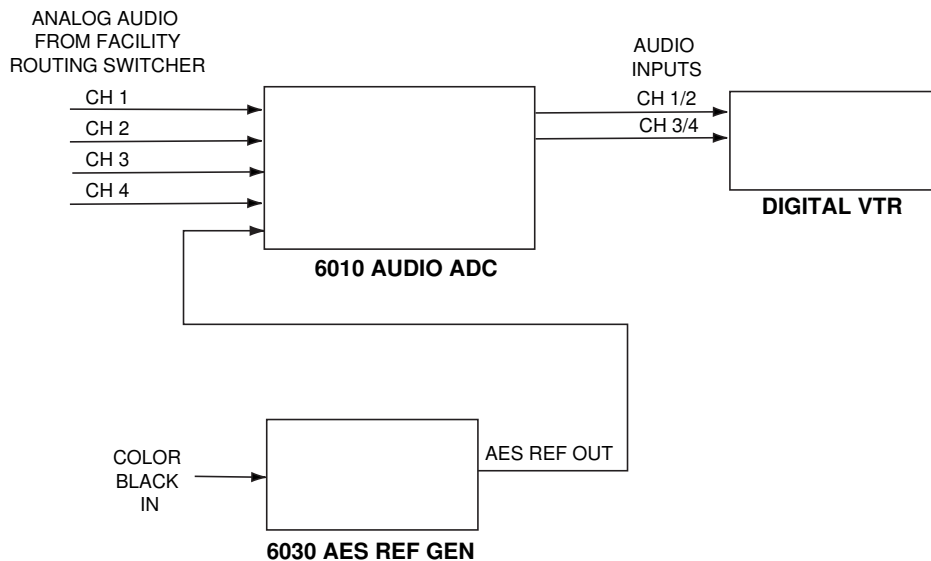 ANALOG AUDIO
FROM FACILITY
ROUTING SWITCHER
CH 1
CH 2
CH 3
CH 4
AUDIO
INPUTS
CH 1/2
CH 3/4
DIGITAL VTR
6010 AUDIO ADC
COLOR
BLACK
IN
AES REF OUT
6030 AES REF GEN